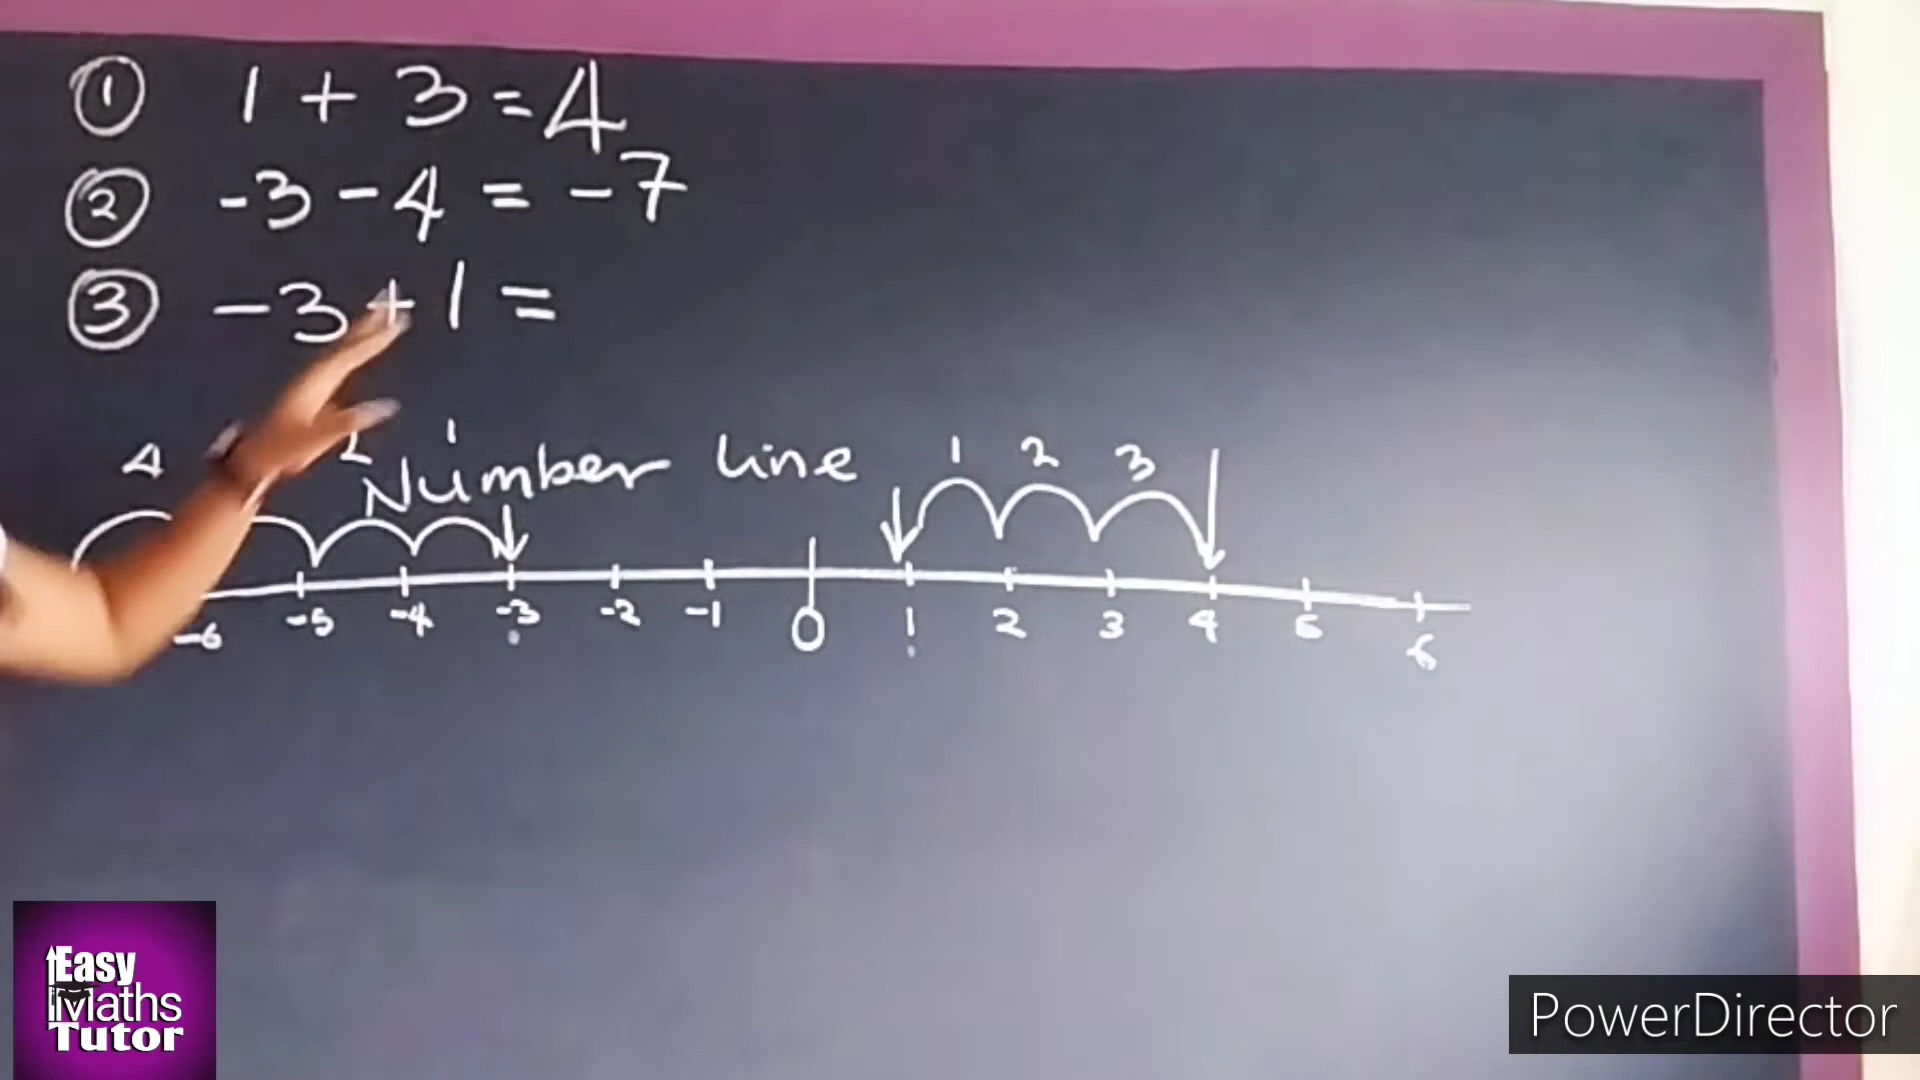 ① 1 + 3 = 4
② -3 - 4 = -7
③ -3 + 1 =
4 2 1 1 2 3
Number line
-6 -5 -4 -3 -2 -1 0 1 2 3 4 5 6
Easy
Maths
Tutor
PowerDirector